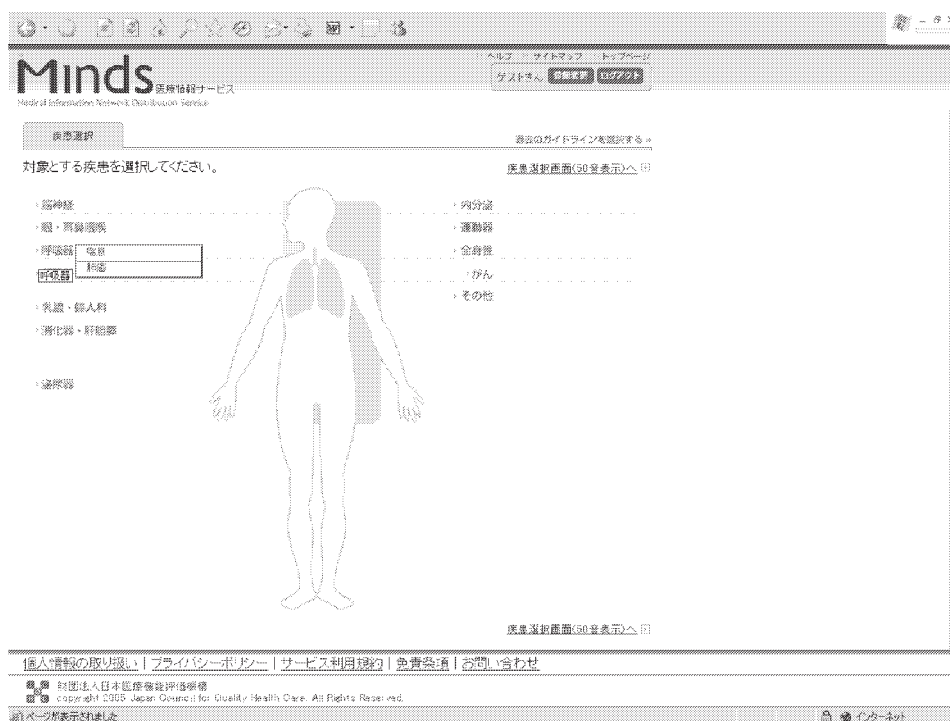 Minds 医療情報サービス
Medical Information Network Distribution Service
ヘルプ サイトマップ トップページ
ゲストさん 登録変更 ログアウト
疾患選択
過去のガイドラインを選択する »
対象とする疾患を選択してください。
疾患選択画面(50音表示)へ
脳神経
眼・耳鼻咽喉
呼吸器
喘息
肺癌
呼吸器
乳腺・婦人科
消化器・肝胆膵
泌尿器
内分泌
運動器
全身性
がん
その他
疾患選択画面(50音表示)へ
個人情報の取り扱い | プライバシーポリシー | サービス利用規約 | 免責条項 | お問い合わせ
財団法人日本医療機能評価機構
copyright 2005 Japan Council for Quality Health Care. All Rights Reserved.
ページが表示されました
インターネット